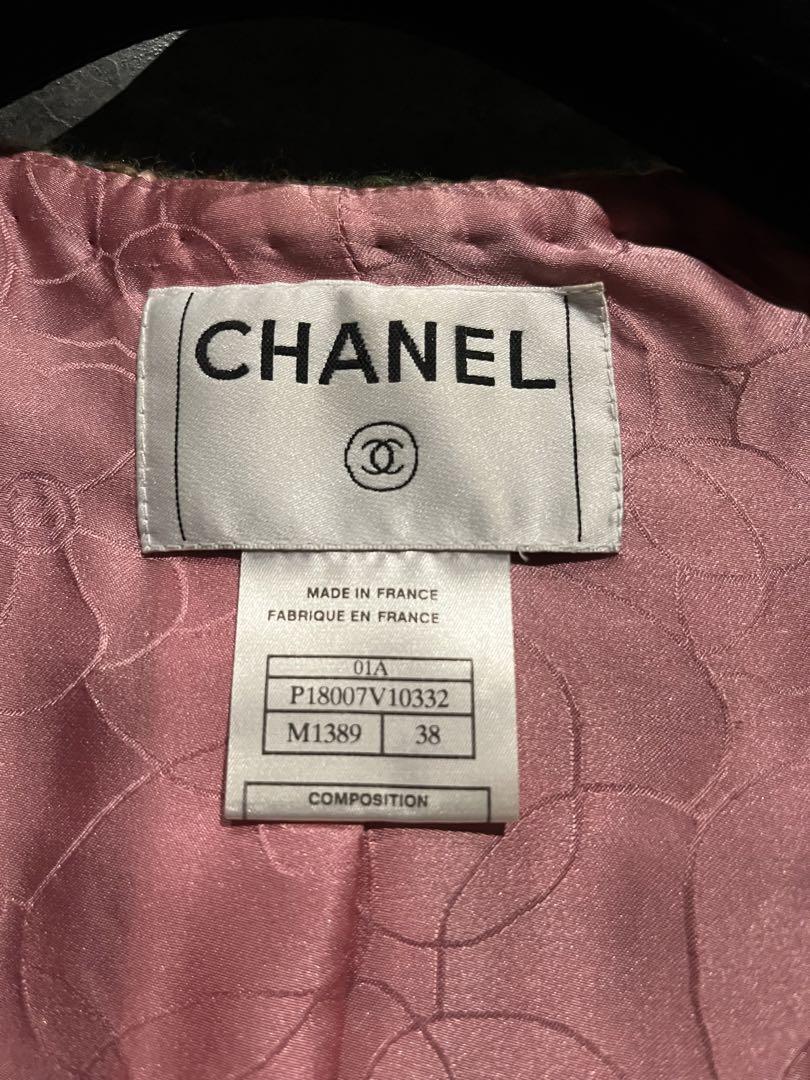 CHANEL
MADE IN FRANCE
FABRIQUE EN FRANCE
01A
P18007V10332
M1389 38
COMPOSITION